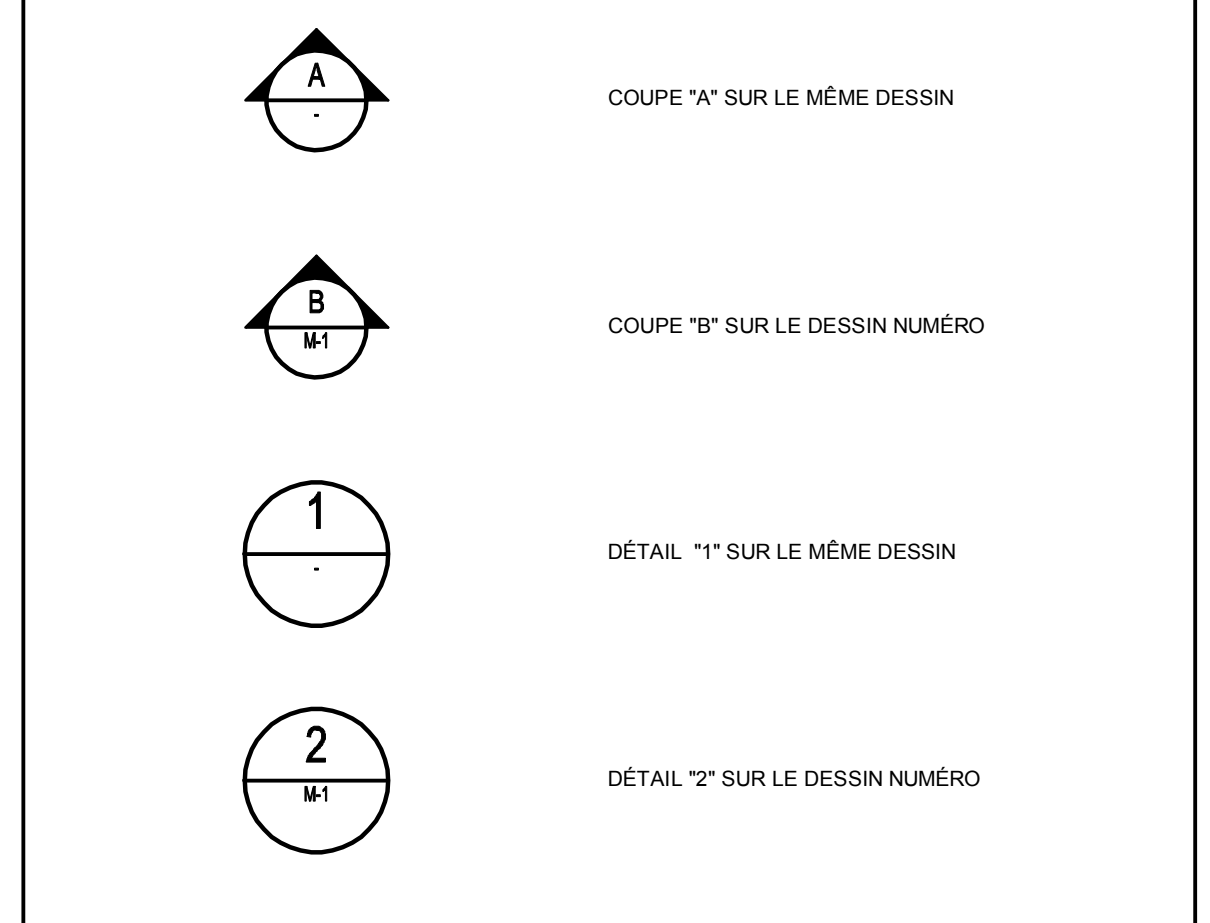 A
-
COUPE "A" SUR LE MÊME DESSIN
B
M-1
COUPE "B" SUR LE DESSIN NUMÉRO
1
-
DÉTAIL "1" SUR LE MÊME DESSIN
2
M-1
DÉTAIL "2" SUR LE DESSIN NUMÉRO